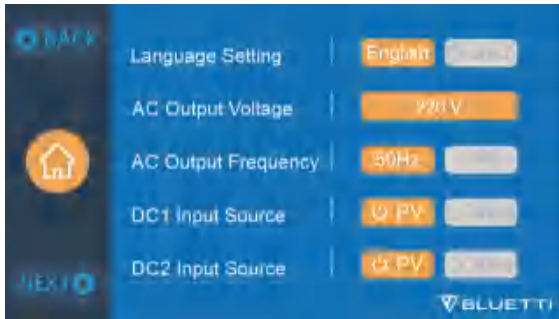 BACK
Language Setting English
AC Output Voltage 220 V
AC Output Frequency 50Hz
DC1 Input Source PV
DC2 Input Source PV
NEXT
BLUETTI